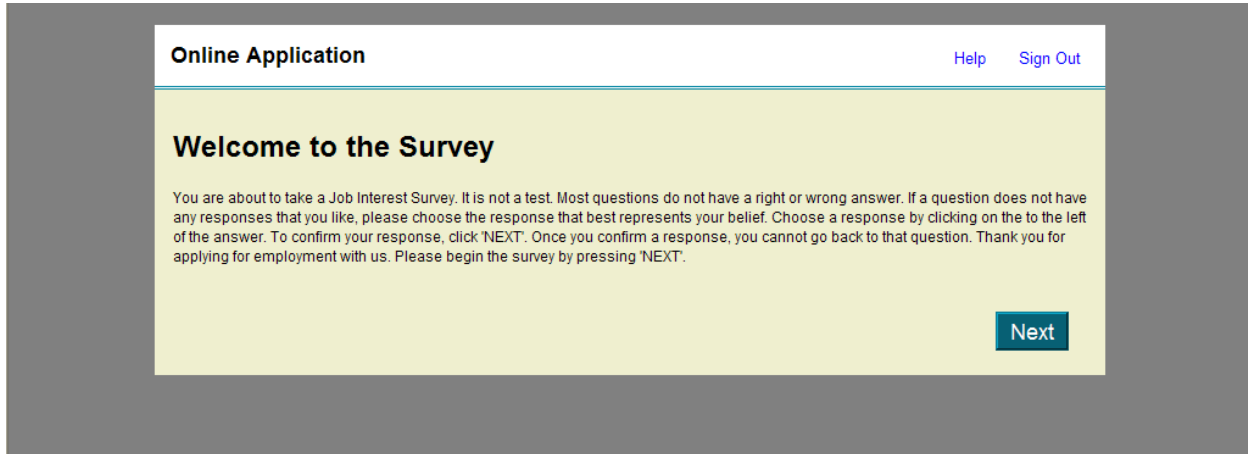 Online Application
Help Sign Out
Welcome to the Survey
You are about to take a Job Interest Survey. It is not a test. Most questions do not have a right or wrong answer. If a question does not have
any responses that you like, please choose the response that best represents your belief. Choose a response by clicking on the to the left
of the answer. To confirm your response, click 'NEXT'. Once you confirm a response, you cannot go back to that question. Thank you for
applying for employment with us. Please begin the survey by pressing 'NEXT'.
Next